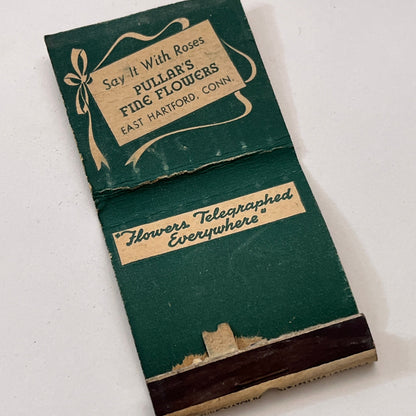 Say It With Roses
PULLAR'S
FINE FLOWERS
EAST HARTFORD, CONN.
"Flowers Telegraphed
Everywhere"